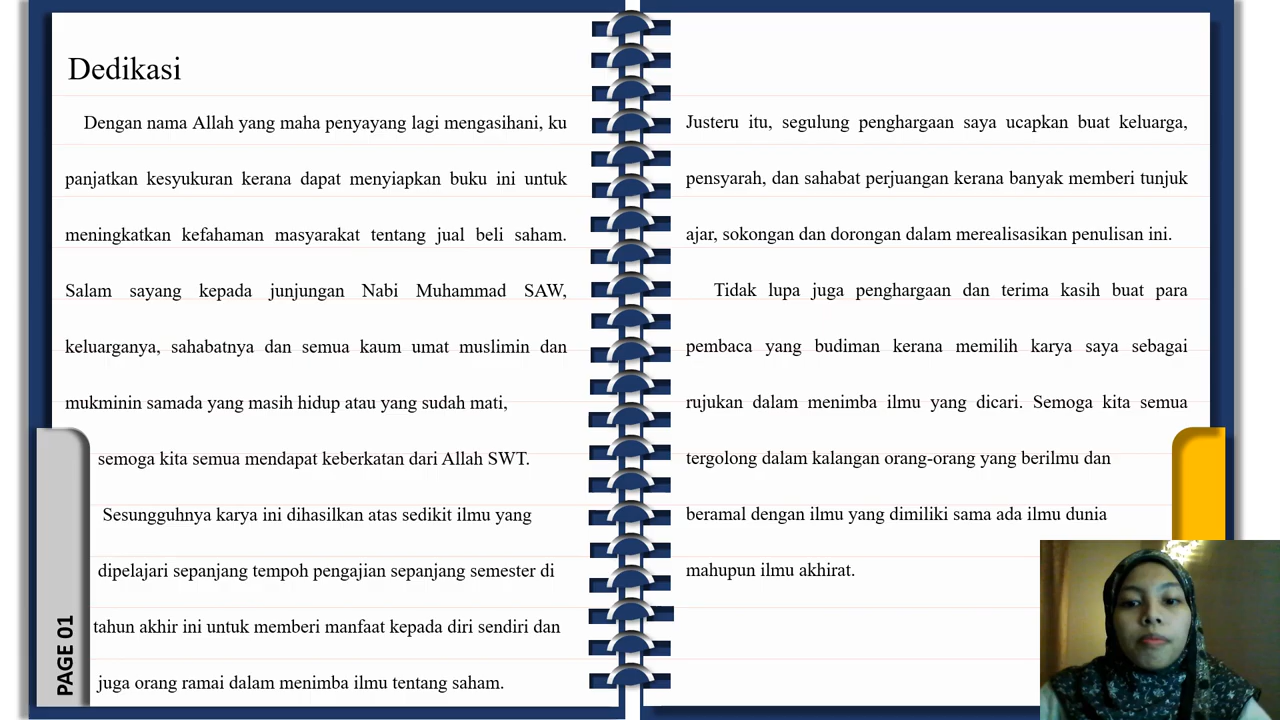 Dedikasi
Dengan nama Allah yang maha penyayang lagi mengasihani, ku
panjatkan kesyukuran kerana dapat menyiapkan buku ini untuk
meningkatkan kefahaman masyarakat tentang jual beli saham.
Salam sayang kepada junjungan Nabi Muhammad SAW,
keluarganya, sahabatnya dan semua kaum umat muslimin dan
mukminin samada yang masih hidup atau yang sudah mati,
semoga kita semua mendapat keberkatan dari Allah SWT.
Sesungguhnya karya ini dihasilkan atas sedikit ilmu yang
dipelajari sepanjang tempoh pengajian sepanjang semester di
tahun akhir ini untuk memberi manfaat kepada diri sendiri dan
juga orang ramai dalam menimba ilmu tentang saham.
PAGE 01
Justeru itu, segulung penghargaan saya ucapkan buat keluarga,
pensyarah, dan sahabat perjuangan kerana banyak memberi tunjuk
ajar, sokongan dan dorongan dalam merealisasikan penulisan ini.
Tidak lupa juga penghargaan dan terima kasih buat para
pembaca yang budiman kerana memilih karya saya sebagai
rujukan dalam menimba ilmu yang dicari. Semoga kita semua
tergolong dalam kalangan orang-orang yang berilmu dan
beramal dengan ilmu yang dimiliki sama ada ilmu dunia
mahupun ilmu akhirat.